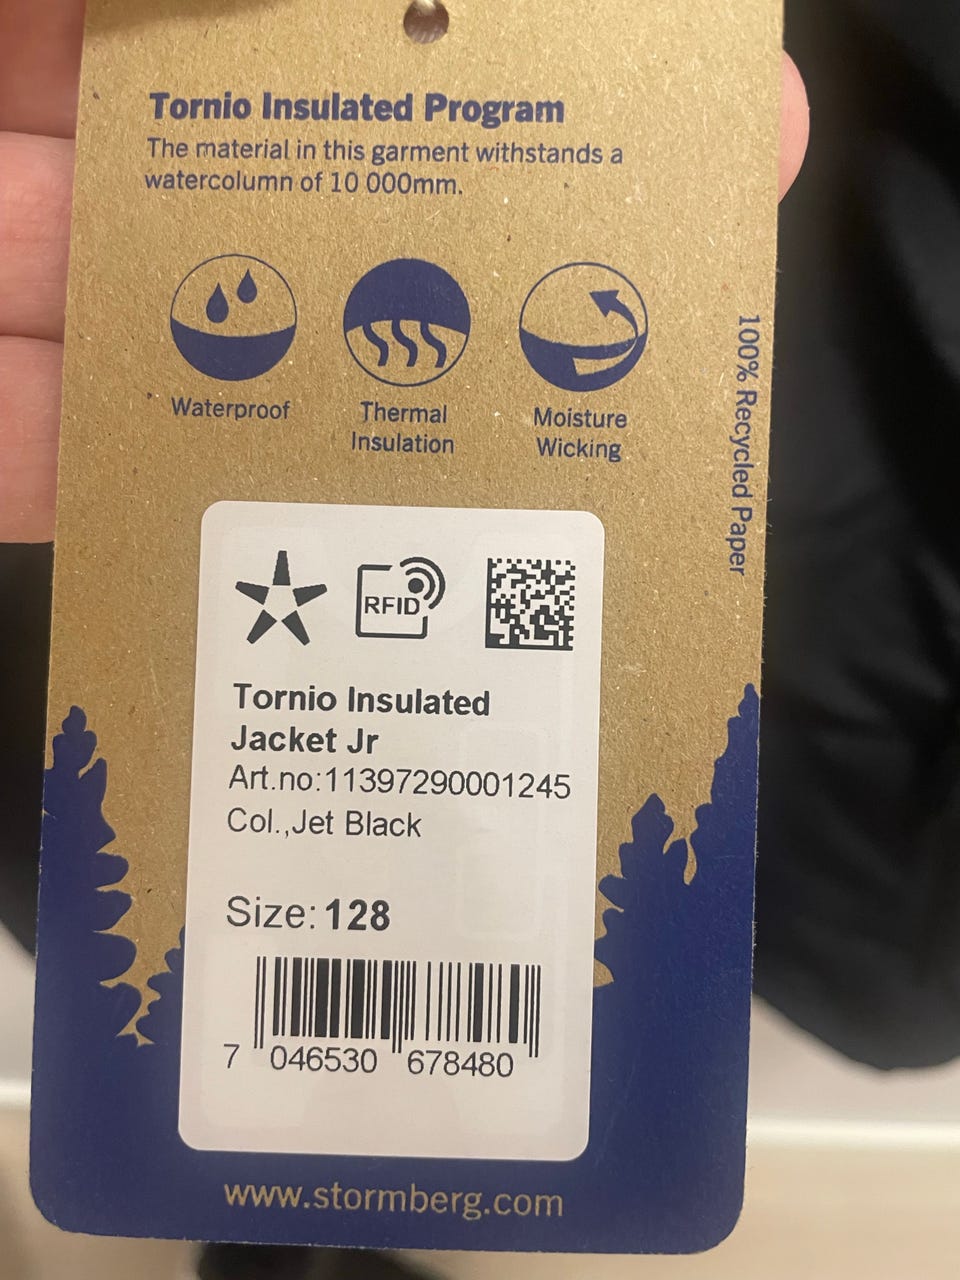 Tornio Insulated Program
The material in this garment withstands a
watercolumn of 10 000mm.
Waterproof
Thermal
Insulation
Moisture
Wicking
100% Recycled Paper
RFID
Tornio Insulated
Jacket Jr
Art.no:11397290001245
Col.,Jet Black
Size: 128
7 046530 678480
www.stormberg.com